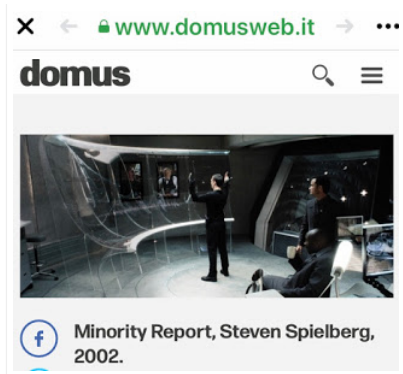 www.domusweb.it
domus
f
Minority Report, Steven Spielberg,
2002.